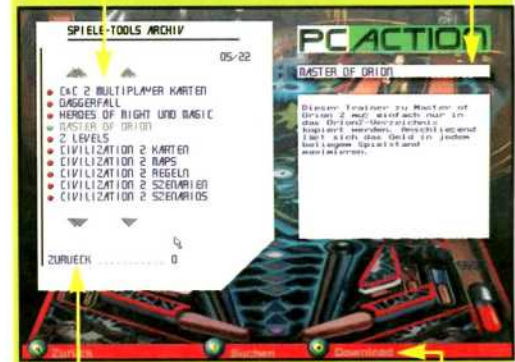 SPIELE-TOOLS ARCHIV
05/22
C&C 2 MULTIPLAYER KARTEN
DAGGERFALL
HEROES OF MIGHT UND MAGIC
MASTER OF ORION
Z LEVELS
CIVILIZATION 2 KARTEN
CIVILIZATION 2 MAPS
CIVILIZATION 2 REGELN
CIVILIZATION 2 SZENARIEN
CIVILIZATION 2 SZENARIOS
ZURUECK ............ 0
PC ACTION
MASTER OF ORION
Dieser Trainer zu Master of
Orion 2 muß einfach nur in
das Orion2-Verzeichnis
kopiert werden. Anschließend
läßt sich das Geld in jedem
beliegem Spielstand
maximieren.
Zurück
Suchen
Download